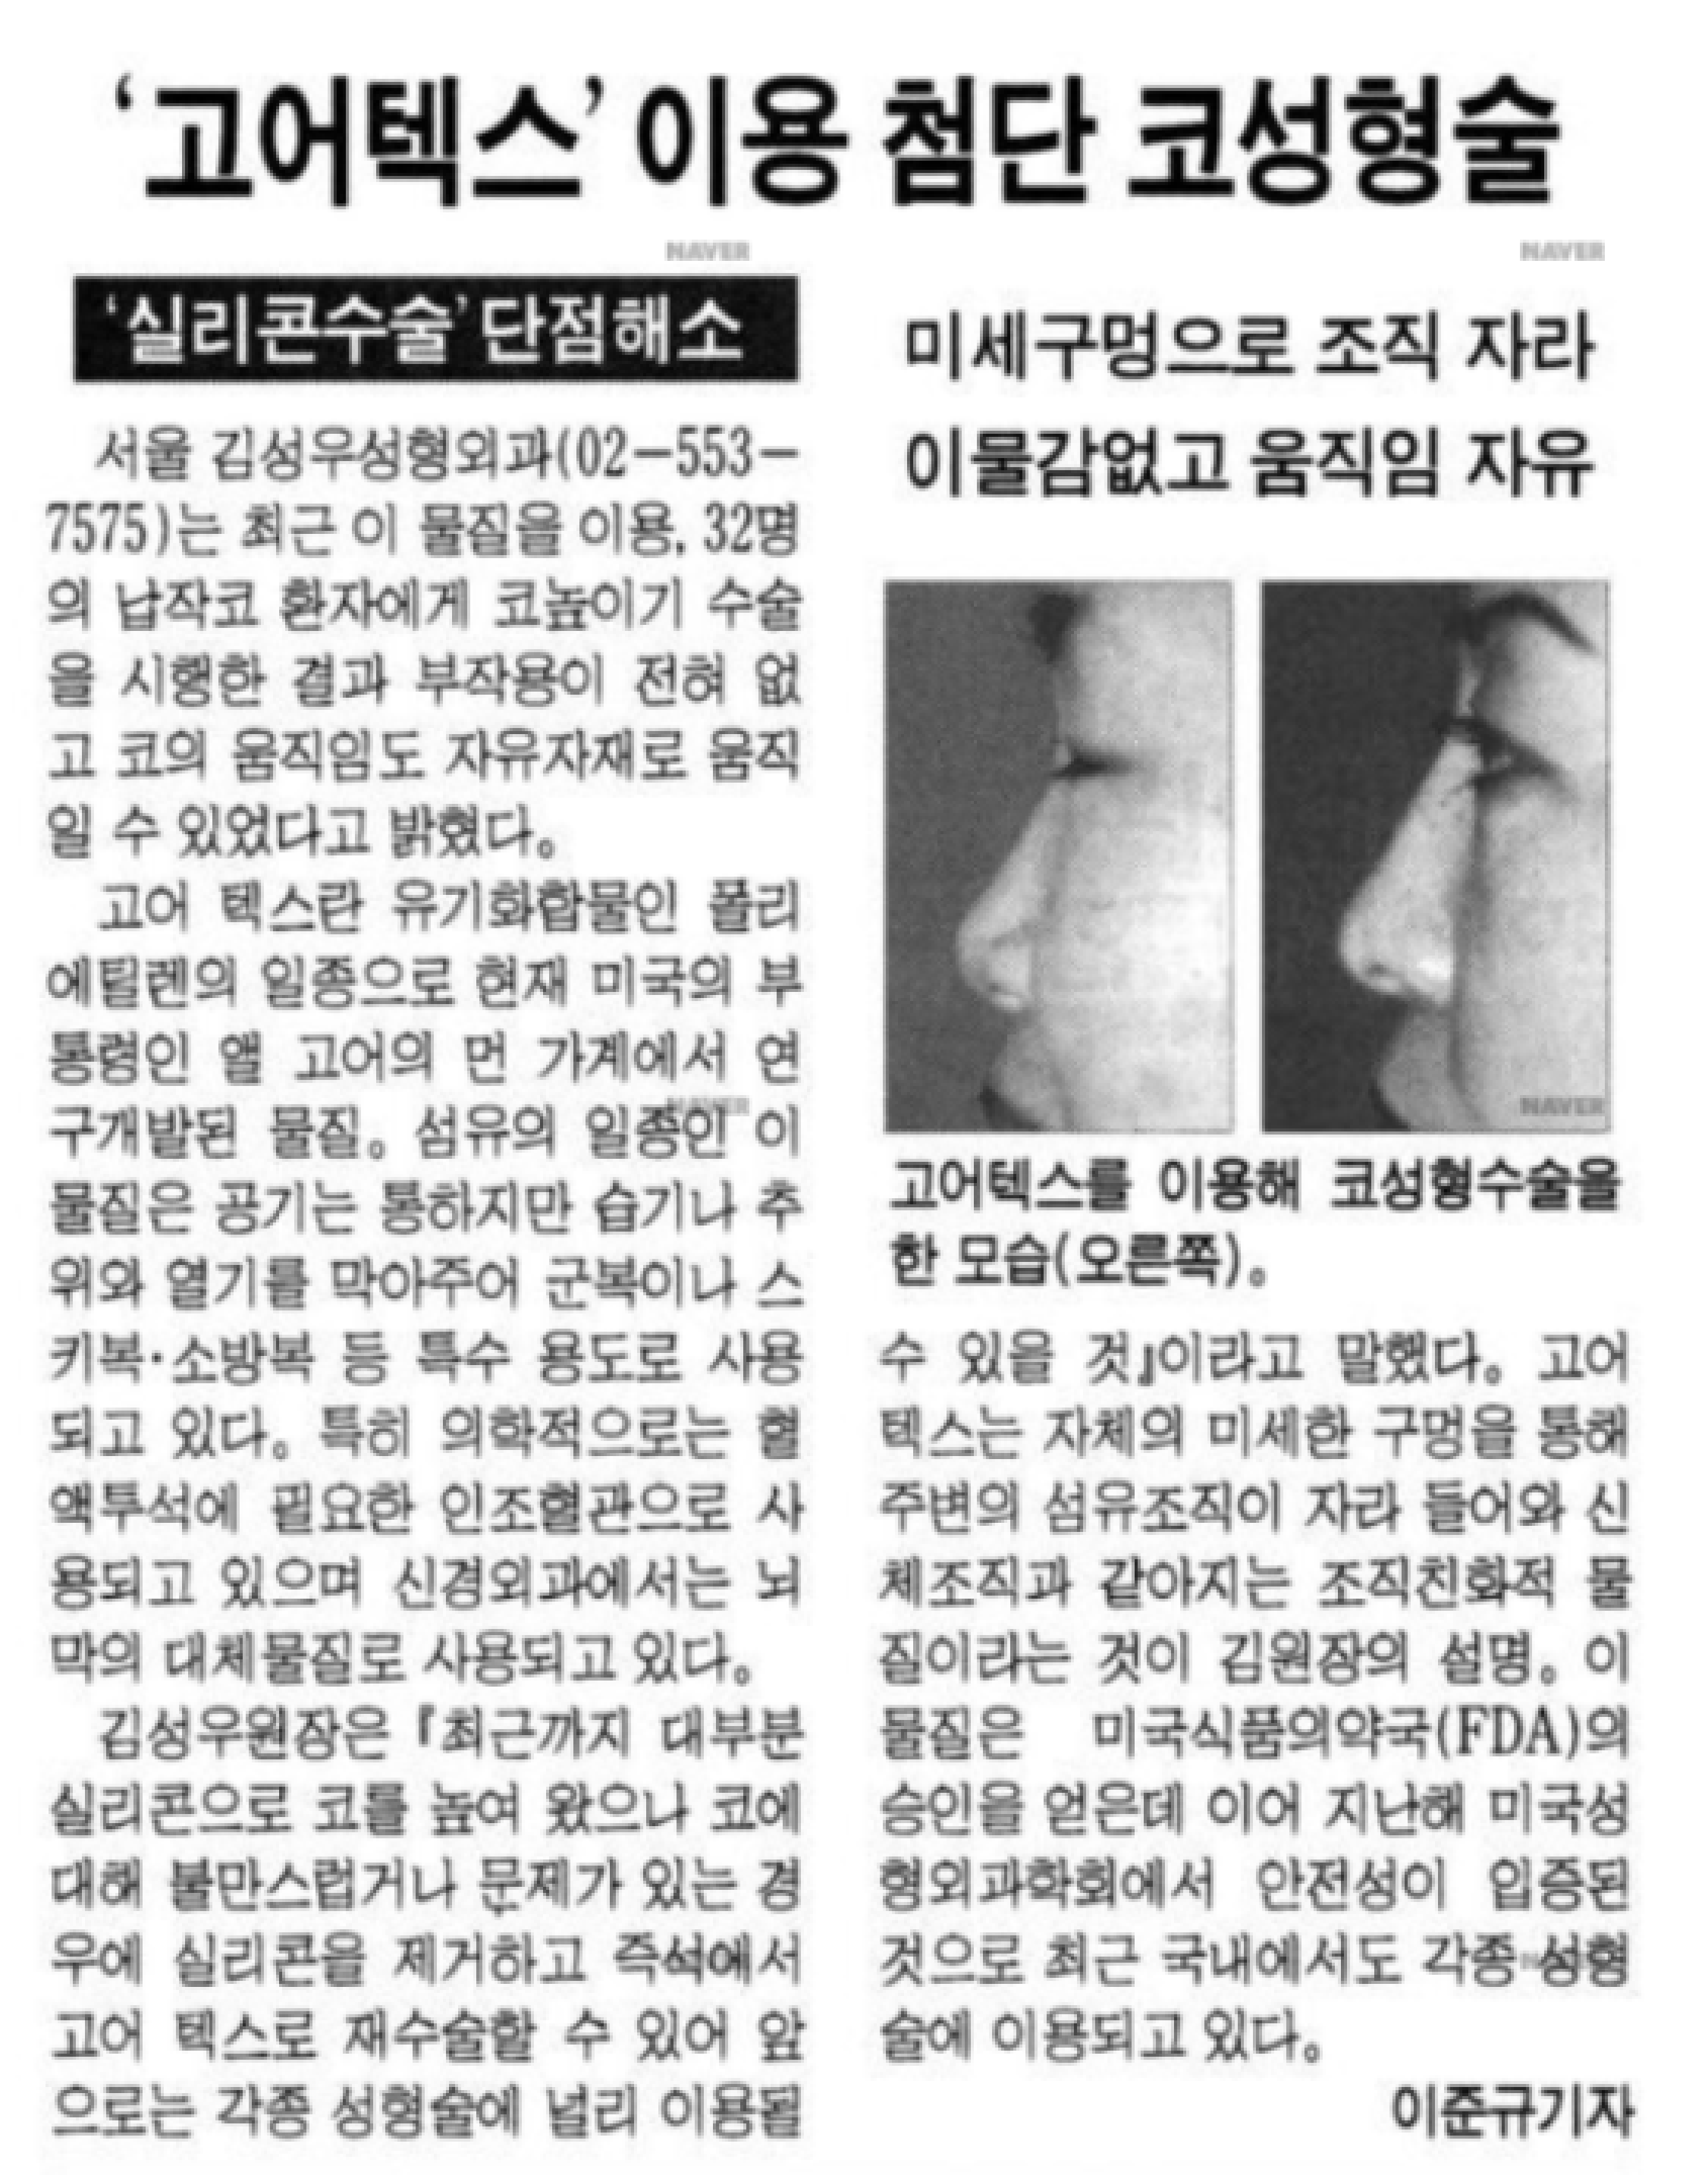 ‘고어텍스’ 이용 첨단 코성형술
NAVER
NAVER
‘실리콘수술’ 단점해소
미세구멍으로 조직 자라
이물감없고 움직임 자유
서울 김성우성형외과(02—553—
7575)는 최근 이 물질을 이용, 32명
의 납작코 환자에게 코높이기 수술
을 시행한 결과 부작용이 전혀 없
고 코의 움직임도 자유자재로 움직
일 수 있었다고 밝혔다。
고어 텍스란 유기화합물인 폴리
에틸렌의 일종으로 현재 미국의 부
통령인 앨 고어의 먼 가계에서 연
구개발된 물질。 섬유의 일종인 이
NAVER
물질은 공기는 통하지만 습기나 추
위와 열기를 막아주어 군복이나 스
키복·소방복 등 특수 용도로 사용
되고 있다。 특히 의학적으로는 혈
액투석에 필요한 인조혈관으로 사
용되고 있으며 신경외과에서는 뇌
막의 대체물질로 사용되고 있다。
김성우원장은 『최근까지 대부분
실리콘으로 코를 높여 왔으나 코에
대해 불만스럽거나 문제가 있는 경
우에 실리콘을 제거하고 즉석에서
고어 텍스로 재수술할 수 있어 앞
으로는 각종 성형술에 널리 이용될
NAVER
고어텍스를 이용해 코성형수술을
한 모습(오른쪽)。
수 있을 것』이라고 말했다。 고어
텍스는 자체의 미세한 구멍을 통해
주변의 섬유조직이 자라 들어와 신
체조직과 같아지는 조직친화적 물
질이라는 것이 김원장의 설명。 이
물질은 미국식품의약국(FDA)의
승인을 얻은데 이어 지난해 미국성
형외과학회에서 안전성이 입증된
것으로 최근 국내에서도 각종 성형
술에 이용되고 있다。
이준규기자